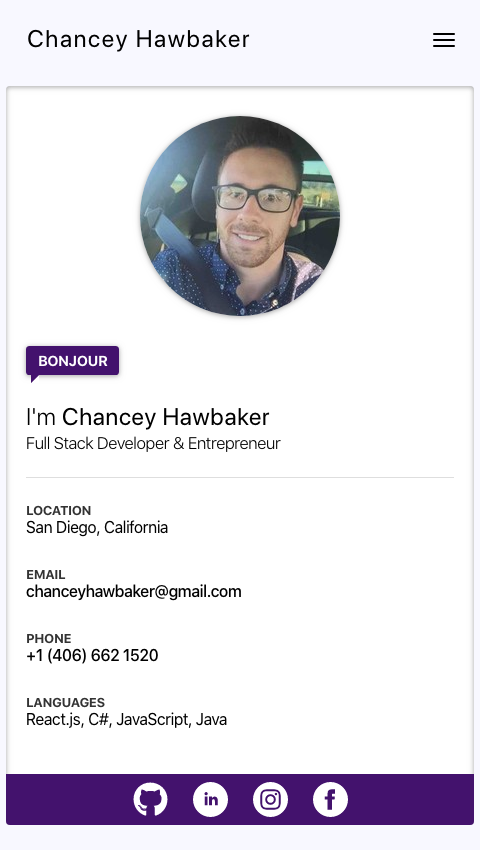 Chancey Hawbaker
BONJOUR
I'm Chancey Hawbaker
Full Stack Developer & Entrepreneur
LOCATION
San Diego, California
EMAIL
chanceyhawbaker@gmail.com
PHONE
+1 (406) 662 1520
LANGUAGES
React.js, C#, JavaScript, Java
in
f